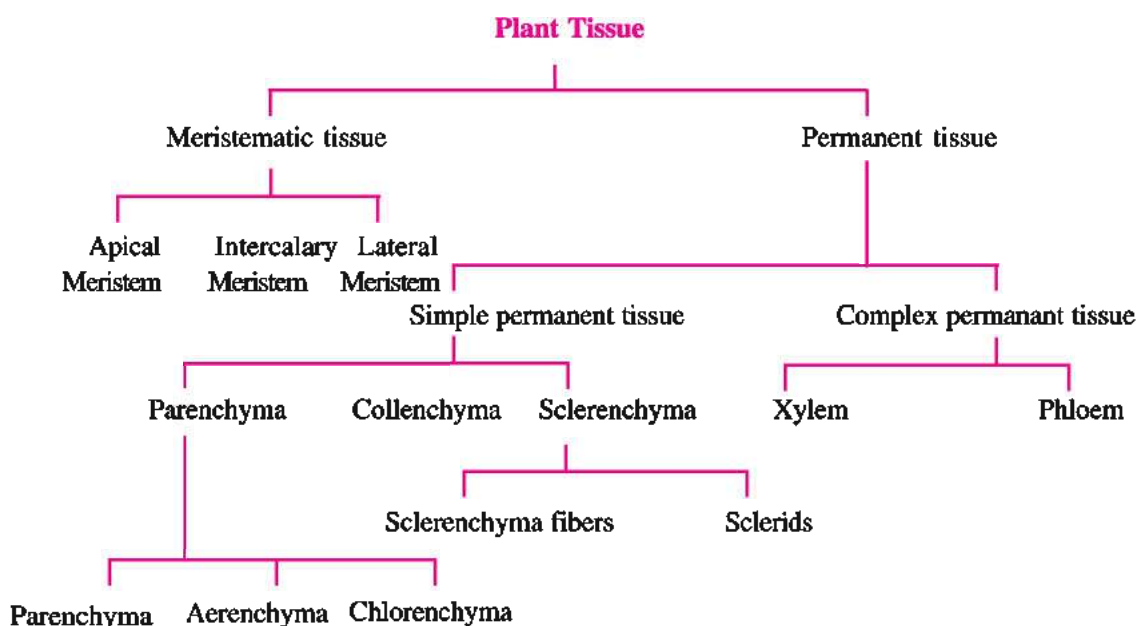 Plant Tissue
Meristematic tissue Permanent tissue
Apical Intercalary Lateral
Meristem Meristem Meristem
Simple permanent tissue Complex permanant tissue
Parenchyma Collenchyma Sclerenchyma Xylem Phloem
Sclerenchyma fibers Sclerids
Parenchyma Aerenchyma Chlorenchyma